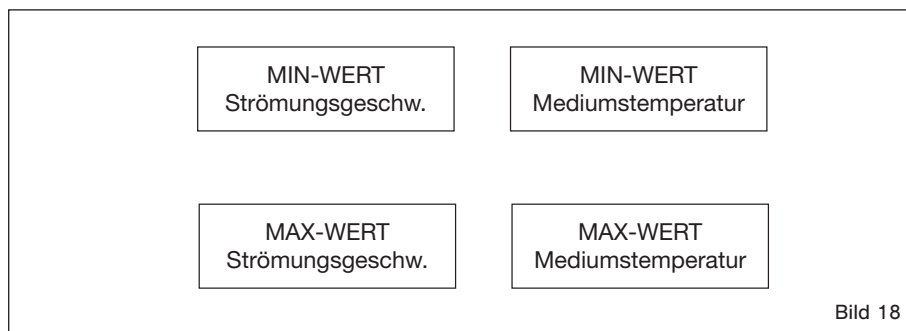 MIN-WERT
Strömungsgeschw.
MIN-WERT
Mediumstemperatur
MAX-WERT
Strömungsgeschw.
MAX-WERT
Mediumstemperatur
Bild 18